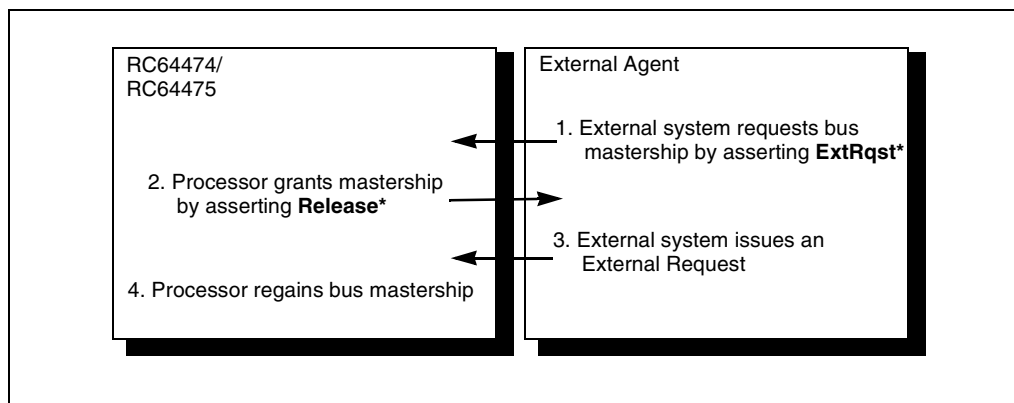 RC64474/
RC64475
External Agent
1. External system requests bus
mastership by asserting ExtRqst*
2. Processor grants mastership
by asserting Release*
3. External system issues an
External Request
4. Processor regains bus mastership